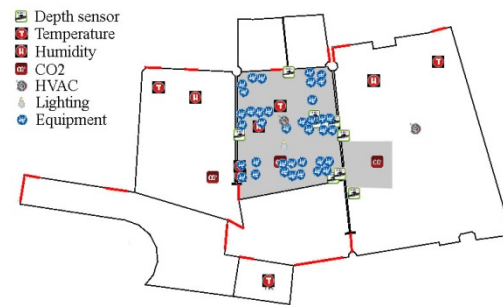 Depth sensor
Temperature
Humidity
CO2
HVAC
Lighting
Equipment